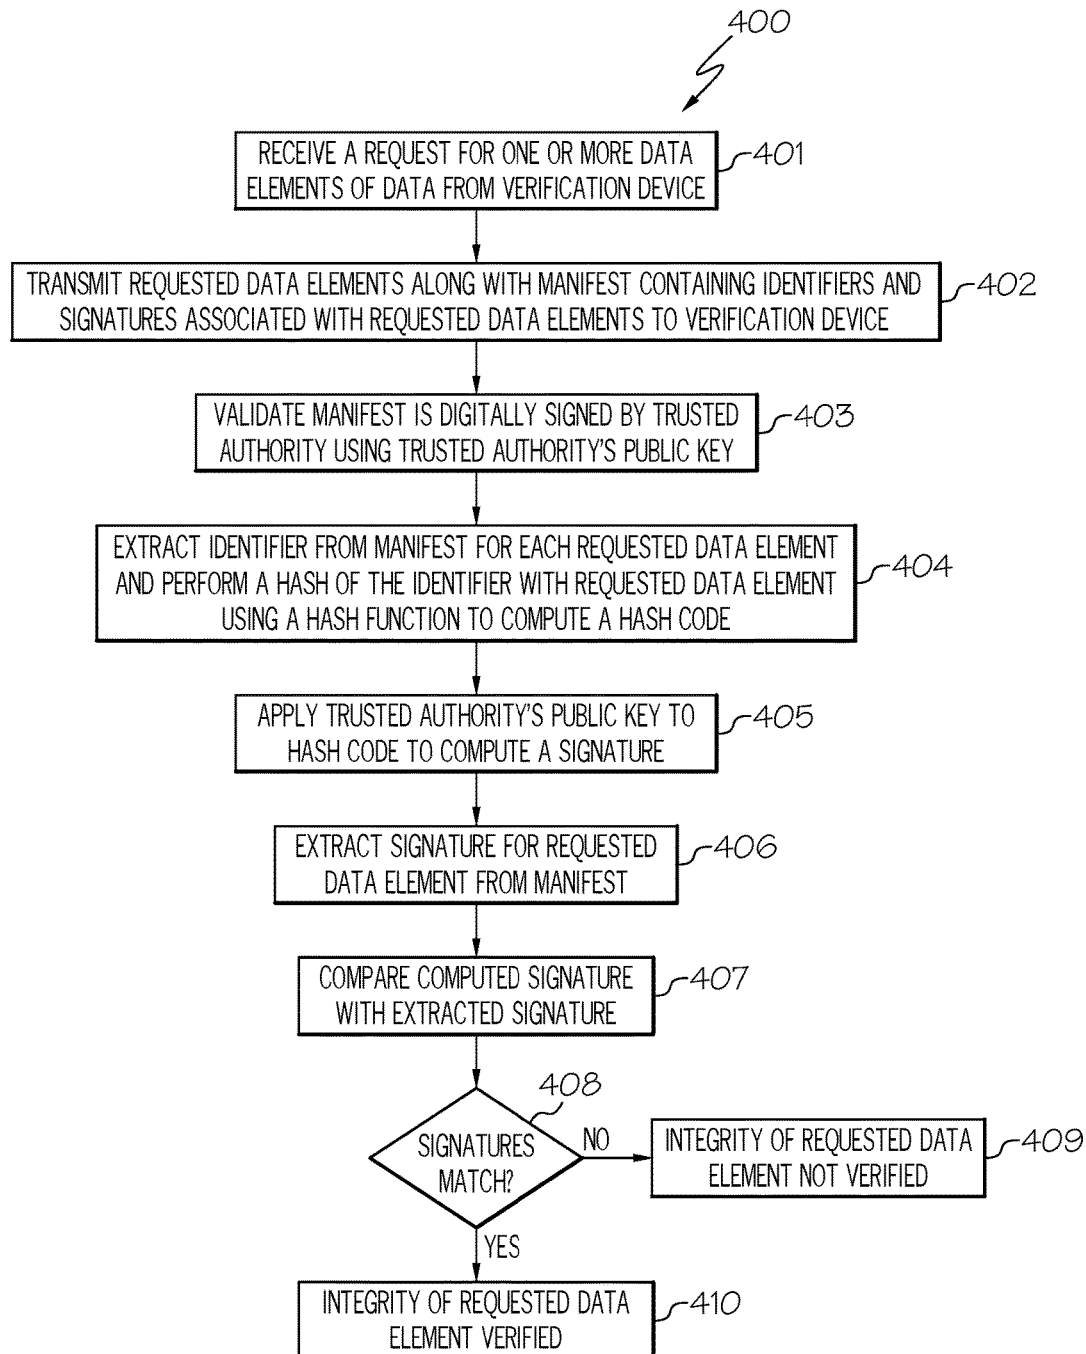 400
RECEIVE A REQUEST FOR ONE OR MORE DATA
ELEMENTS OF DATA FROM VERIFICATION DEVICE
401
TRANSMIT REQUESTED DATA ELEMENTS ALONG WITH MANIFEST CONTAINING IDENTIFIERS AND
SIGNATURES ASSOCIATED WITH REQUESTED DATA ELEMENTS TO VERIFICATION DEVICE
402
VALIDATE MANIFEST IS DIGITALLY SIGNED BY TRUSTED
AUTHORITY USING TRUSTED AUTHORITY'S PUBLIC KEY
403
EXTRACT IDENTIFIER FROM MANIFEST FOR EACH REQUESTED DATA ELEMENT
AND PERFORM A HASH OF THE IDENTIFIER WITH REQUESTED DATA ELEMENT
USING A HASH FUNCTION TO COMPUTE A HASH CODE
404
APPLY TRUSTED AUTHORITY'S PUBLIC KEY TO
HASH CODE TO COMPUTE A SIGNATURE
405
EXTRACT SIGNATURE FOR REQUESTED
DATA ELEMENT FROM MANIFEST
406
COMPARE COMPUTED SIGNATURE
WITH EXTRACTED SIGNATURE
407
408
SIGNATURES
MATCH?
NO
INTEGRITY OF REQUESTED DATA
ELEMENT NOT VERIFIED
409
YES
INTEGRITY OF REQUESTED DATA
ELEMENT VERIFIED
410